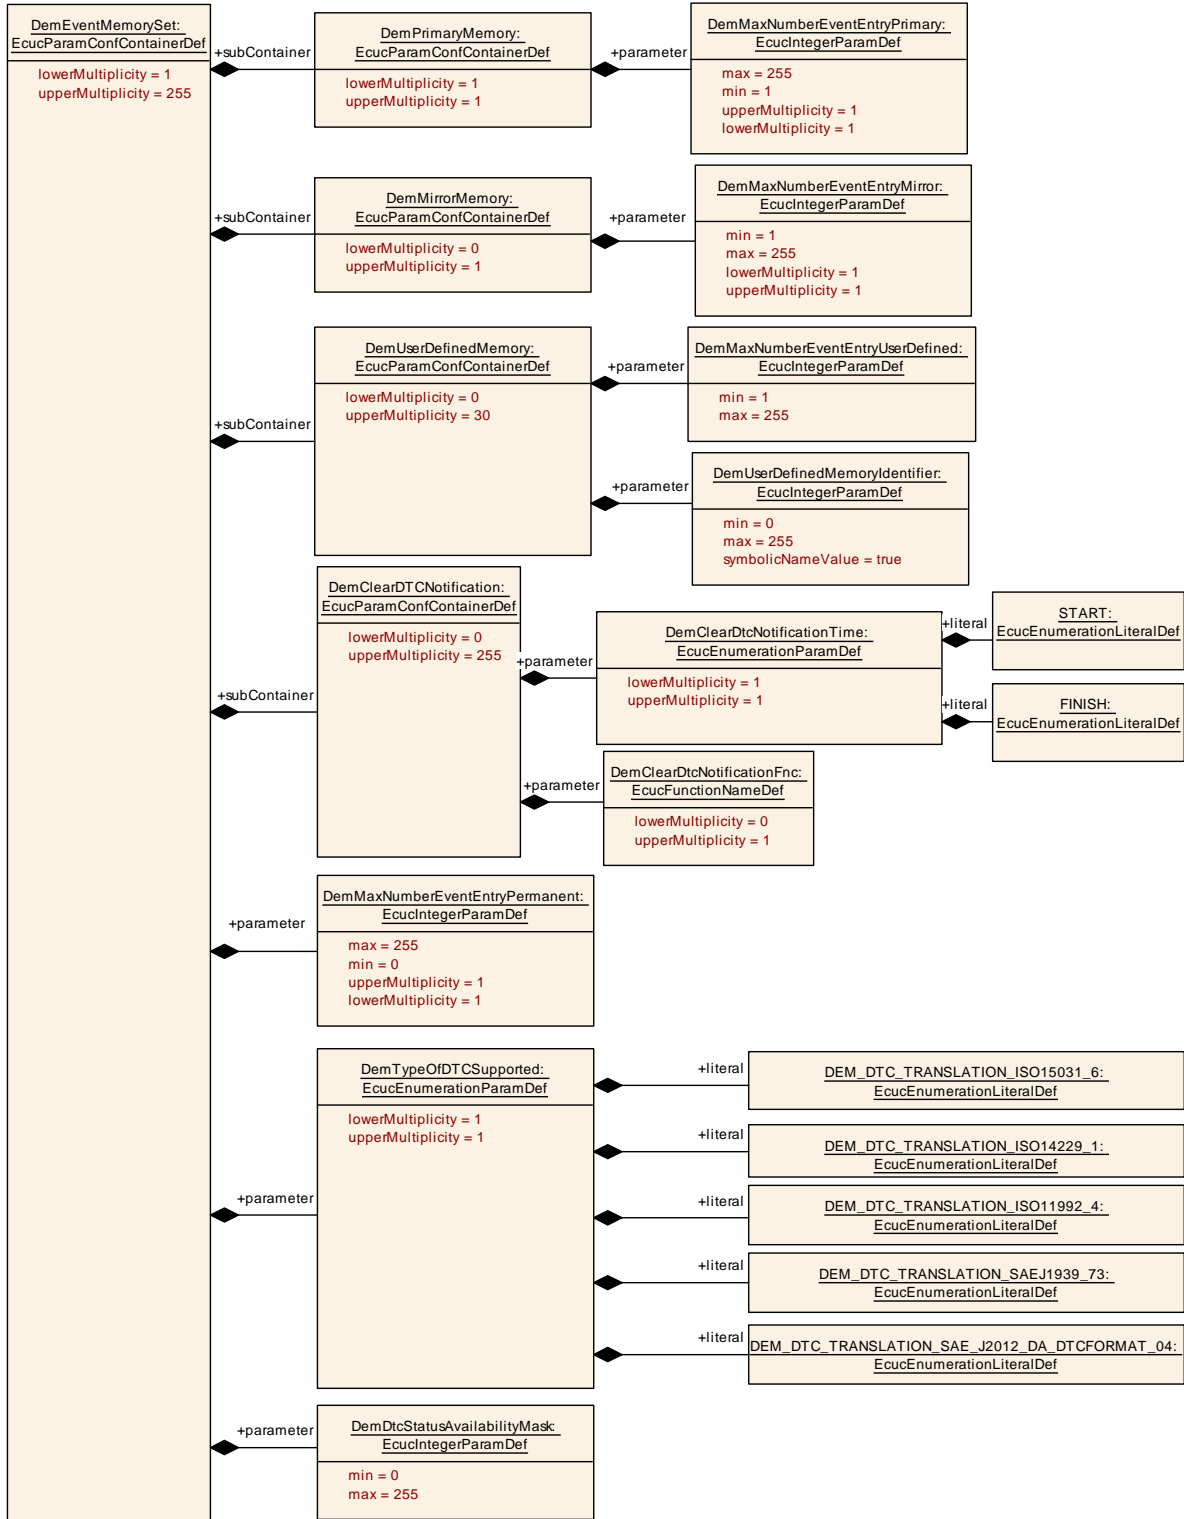 DemEventMemorySet:
EcucParamConfContainerDef
lowerMultiplicity = 1
upperMultiplicity = 255
+subContainer
DemPrimaryMemory:
EcucParamConfContainerDef
lowerMultiplicity = 1
upperMultiplicity = 1
+parameter
DemMaxNumberEventEntryPrimary:
EcucIntegerParamDef
max = 255
min = 1
upperMultiplicity = 1
lowerMultiplicity = 1
+subContainer
DemMirrorMemory:
EcucParamConfContainerDef
lowerMultiplicity = 0
upperMultiplicity = 1
+parameter
DemMaxNumberEventEntryMirror:
EcucIntegerParamDef
min = 1
max = 255
lowerMultiplicity = 1
upperMultiplicity = 1
+subContainer
DemUserDefinedMemory:
EcucParamConfContainerDef
lowerMultiplicity = 0
upperMultiplicity = 30
+parameter
DemMaxNumberEventEntryUserDefined:
EcucIntegerParamDef
min = 1
max = 255
+parameter
DemUserDefinedMemoryIdentifier:
EcucIntegerParamDef
min = 0
max = 255
symbolicNameValue = true
+subContainer
DemClearDTCNotification:
EcucParamConfContainerDef
lowerMultiplicity = 0
upperMultiplicity = 255
+parameter
DemClearDtcNotificationTime:
EcucEnumerationParamDef
lowerMultiplicity = 1
upperMultiplicity = 1
+literal
START:
EcucEnumerationLiteralDef
+literal
FINISH:
EcucEnumerationLiteralDef
+parameter
DemClearDtcNotificationFnc:
EcucFunctionNameDef
lowerMultiplicity = 0
upperMultiplicity = 1
+parameter
DemMaxNumberEventEntryPermanent:
EcucIntegerParamDef
max = 255
min = 0
upperMultiplicity = 1
lowerMultiplicity = 1
+parameter
DemTypeOfDTCSupported:
EcucEnumerationParamDef
lowerMultiplicity = 1
upperMultiplicity = 1
+literal
DEM_DTC_TRANSLATION_ISO15031_6:
EcucEnumerationLiteralDef
+literal
DEM_DTC_TRANSLATION_ISO14229_1:
EcucEnumerationLiteralDef
+literal
DEM_DTC_TRANSLATION_ISO11992_4:
EcucEnumerationLiteralDef
+literal
DEM_DTC_TRANSLATION_SAEJ1939_73:
EcucEnumerationLiteralDef
+literal
DEM_DTC_TRANSLATION_SAE_J2012_DA_DTCFORMAT_04:
EcucEnumerationLiteralDef
+parameter
DemDtcStatusAvailabilityMask:
EcucIntegerParamDef
min = 0
max = 255